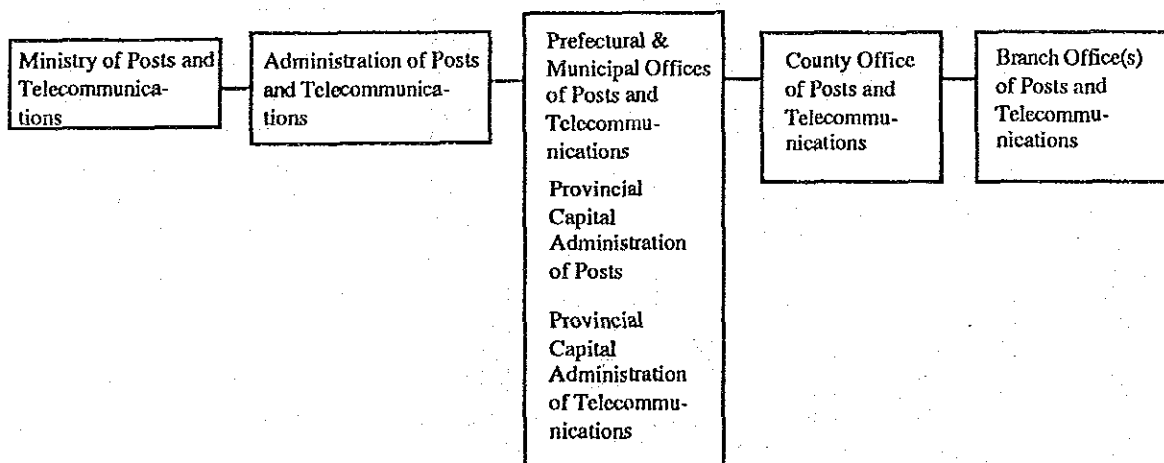 Ministry of Posts and
Telecommunica-
tions
Administration of Posts
and Telecommunica-
tions
Prefectural &
Municipal Offices
of Posts and
Telecommu-
nications
Provincial
Capital
Administration
of Posts
Provincial
Capital
Administration
of Telecommu-
nications
County Office
of Posts and
Telecommu-
nications
Branch Office(s)
of Posts and
Telecommu-
nications